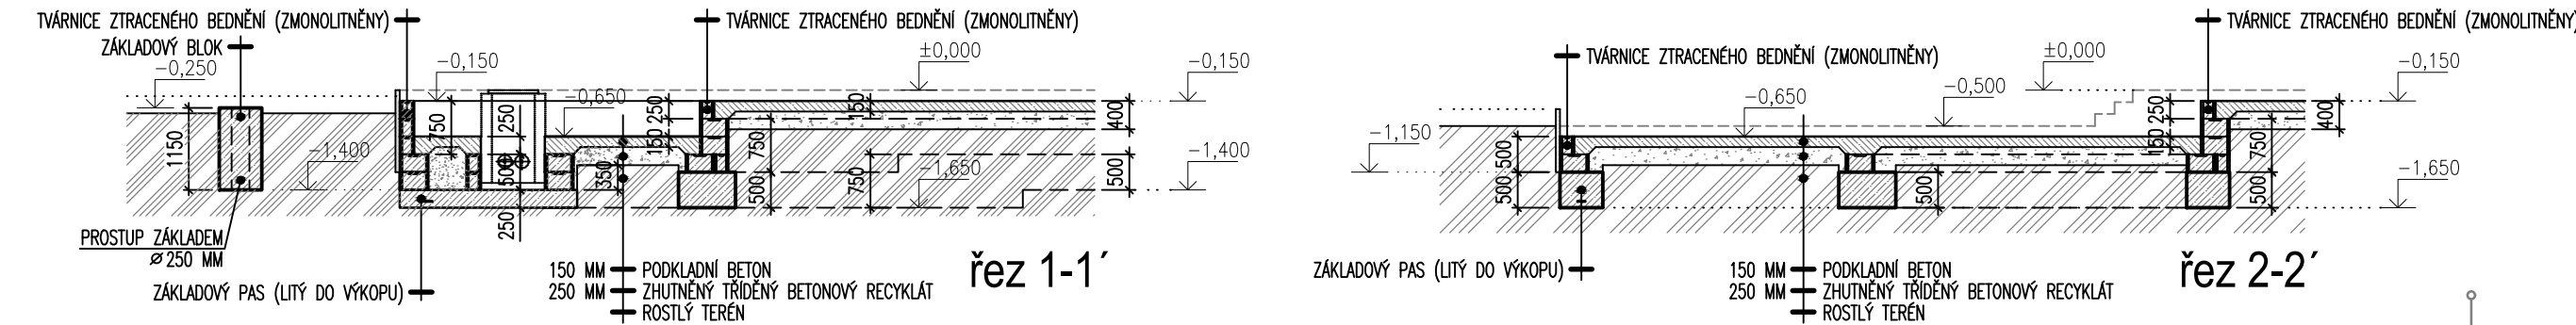 TVÁRNICE ZTRACENÉHO BEDNĚNÍ (ZMONOLITNĚNY)
ZÁKLADOVÝ BLOK
-0,250
1150
-1,400
PROSTUP ZÁKLADEM
ø 250 MM
ZÁKLADOVÝ PAS (LITÝ DO VÝKOPU)
-0,150
750
250
500
250
-0,650
350
150 250
TVÁRNICE ZTRACENÉHO BEDNĚNÍ (ZMONOLITNĚNY)
±0,000
150
750
500
750
-1,650
400
500
-0,150
-1,400
150 MM PODKLADNÍ BETON
250 MM ZHUTNĚNÝ TŘÍDĚNÝ BETONOVÝ RECYKLÁT
ROSTLÝ TERÉN
řez 1-1´
TVÁRNICE ZTRACENÉHO BEDNĚNÍ (ZMONOLITNĚNY)
-1,150
500
500
-0,650
-0,500
±0,000
TVÁRNICE ZTRACENÉHO BEDNĚNÍ (ZMONOLITNĚNY)
150 250
500
750
500
400
-0,150
-1,650
ZÁKLADOVÝ PAS (LITÝ DO VÝKOPU)
150 MM PODKLADNÍ BETON
250 MM ZHUTNĚNÝ TŘÍDĚNÝ BETONOVÝ RECYKLÁT
ROSTLÝ TERÉN
řez 2-2´